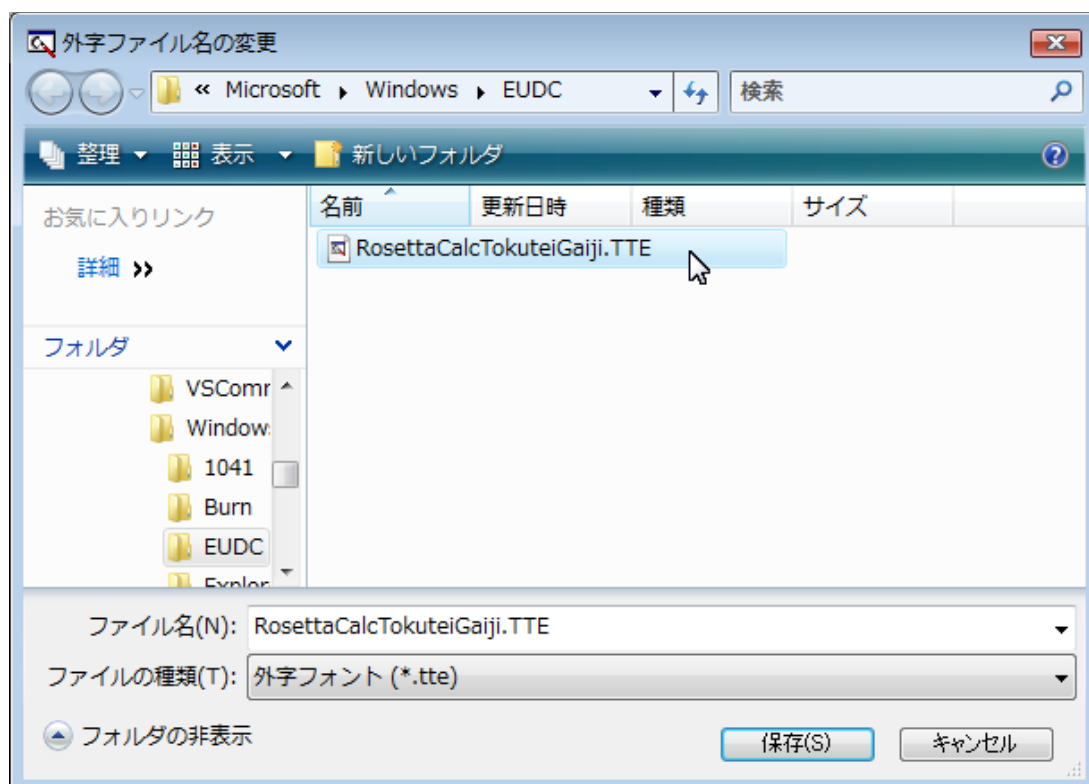 外字ファイル名の変更
« Microsoft ▸ Windows ▸ EUDC 検索
整理 表示 新しいフォルダ
お気に入りリンク
詳細 »
フォルダ
VSComr
Window
1041
Burn
EUDC
Explor
名前 更新日時 種類 サイズ
RosettaCalcTokuteiGaiji.TTE
ファイル名(N): RosettaCalcTokuteiGaiji.TTE
ファイルの種類(T): 外字フォント (*.tte)
フォルダの非表示 保存(S) キャンセル